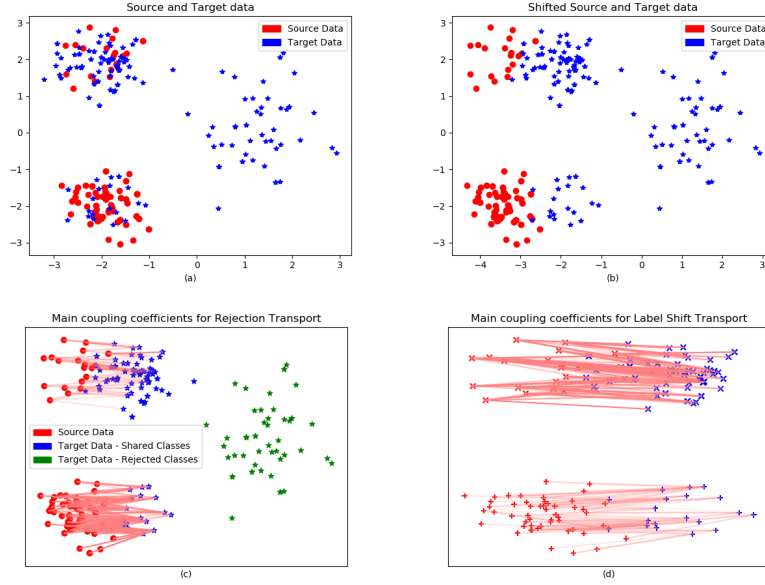 Source and Target data
Source Data
Target Data
3
2
1
0
−1
−2
−3
−3
−2
−1
0
1
2
3
(a)
Shifted Source and Target data
Source Data
Target Data
3
2
1
0
−1
−2
−3
−4
−3
−2
−1
0
1
2
3
(b)
Main coupling coefficients for Rejection Transport
Source Data
Target Data - Shared Classes
Target Data - Rejected Classes
(c)
Main coupling coefficients for Label Shift Transport
(d)